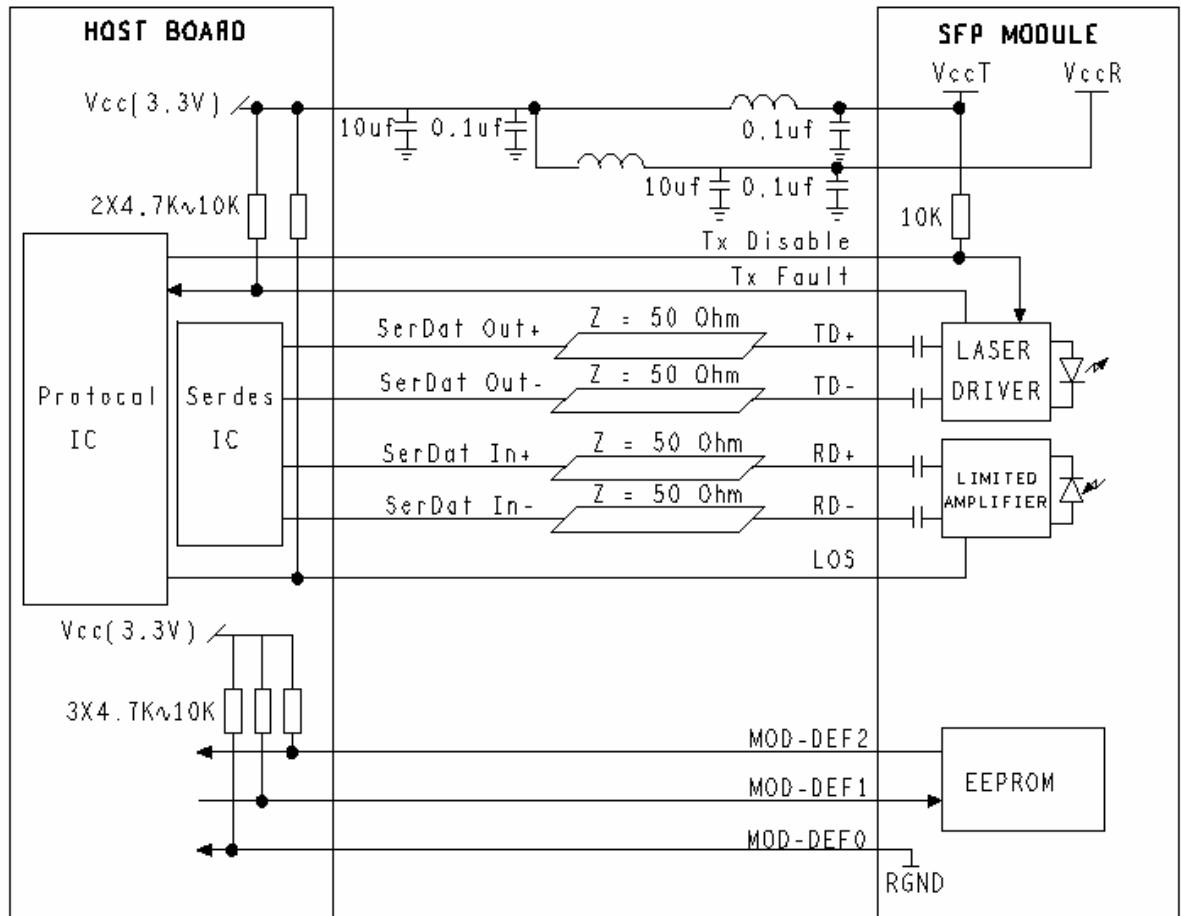 HOST BOARD
SFP MODULE
VccT
VccR
Vcc(3.3V)
10uf
0.1uf
0.1uf
10uf
0.1uf
2X4.7K∿10K
10K
Tx Disable
Tx Fault
SerDat Out+
Z = 50 Ohm
TD+
SerDat Out-
Z = 50 Ohm
TD-
LASER
DRIVER
Protocal
IC
Serdes
IC
SerDat In+
Z = 50 Ohm
RD+
SerDat In-
Z = 50 Ohm
RD-
LIMITED
AMPLIFIER
LOS
Vcc(3.3V)
3X4.7K∿10K
MOD-DEF2
MOD-DEF1
EEPROM
MOD-DEF0
RGND